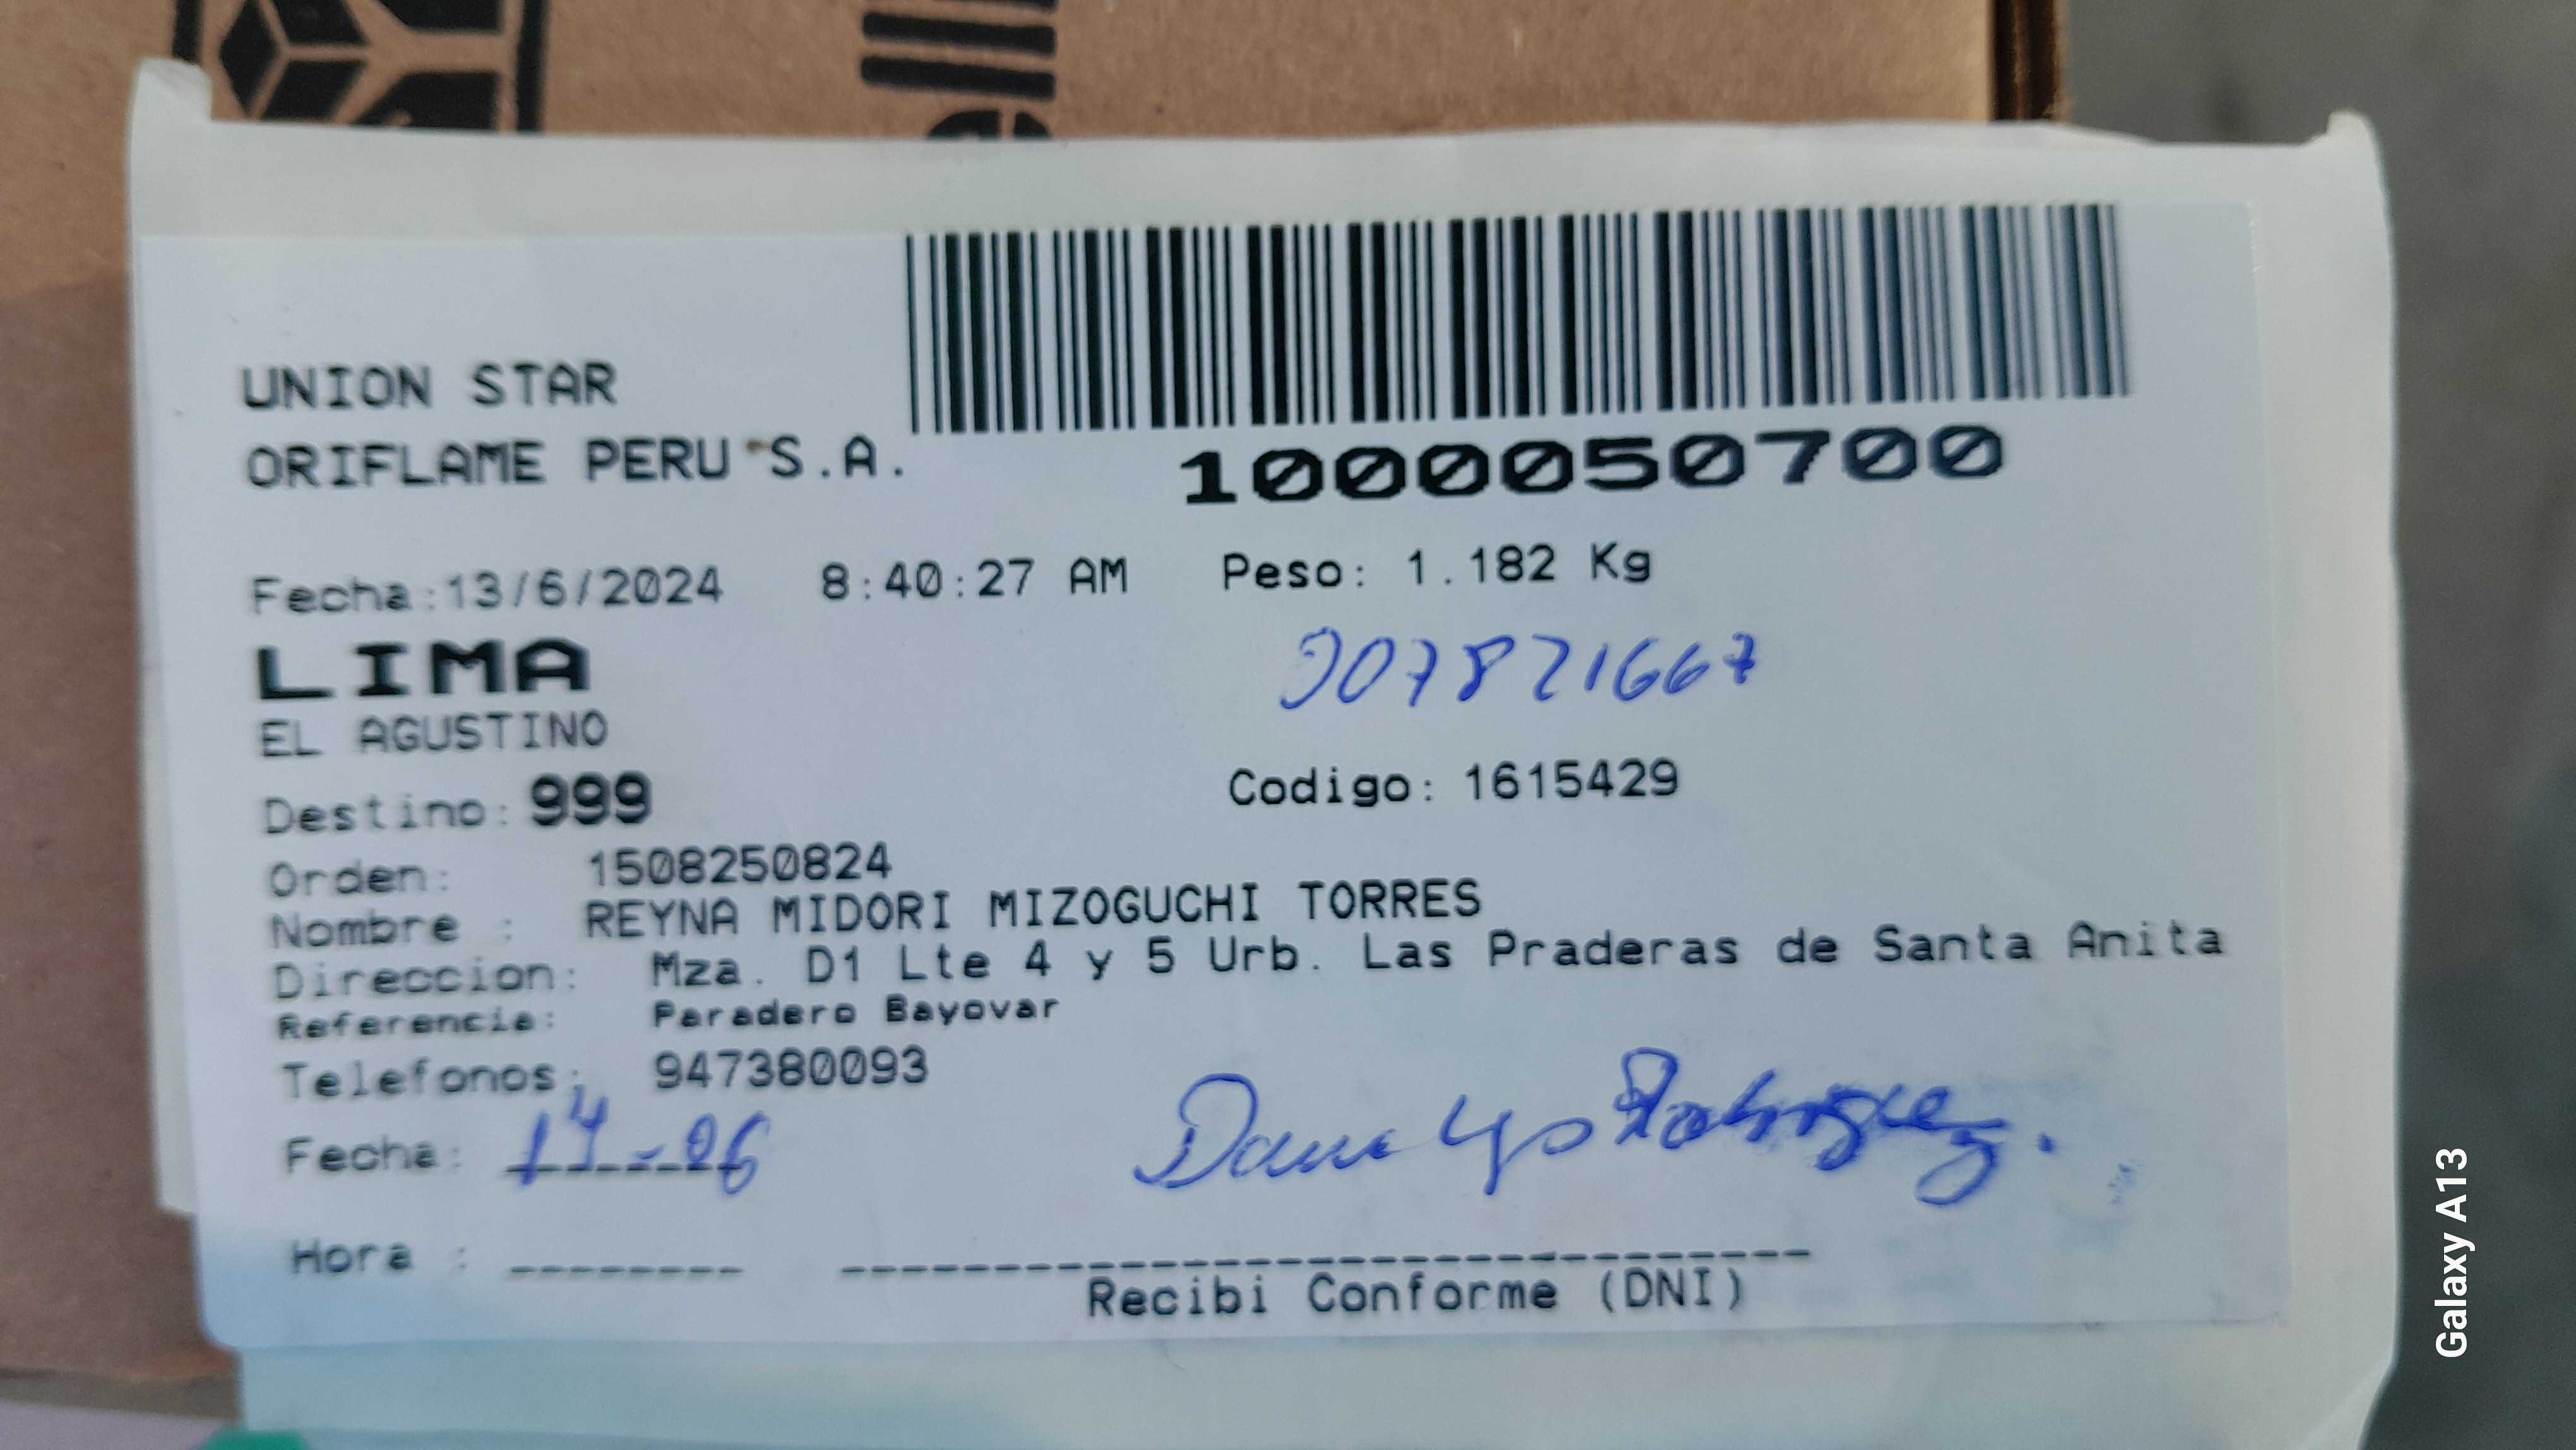 UNION STAR
ORIFLAME PERU S.A.
1000050700
Fecha:13/6/2024 8:40:27 AM Peso: 1.182 Kg
LIMA
907821667
EL AGUSTINO
Destino: 999 Codigo: 1615429
Orden: 1508250824
Nombre : REYNA MIDORI MIZOGUCHI TORRES
Direccion: Mza. D1 Lte 4 y 5 Urb. Las Praderas de Santa Anita
Referencia: Paradero Bayovar
Telefonos: 947380093
Fecha: 14-06
Rodriguez.
Hora :
Recibi Conforme (DNI)
Galaxy A13